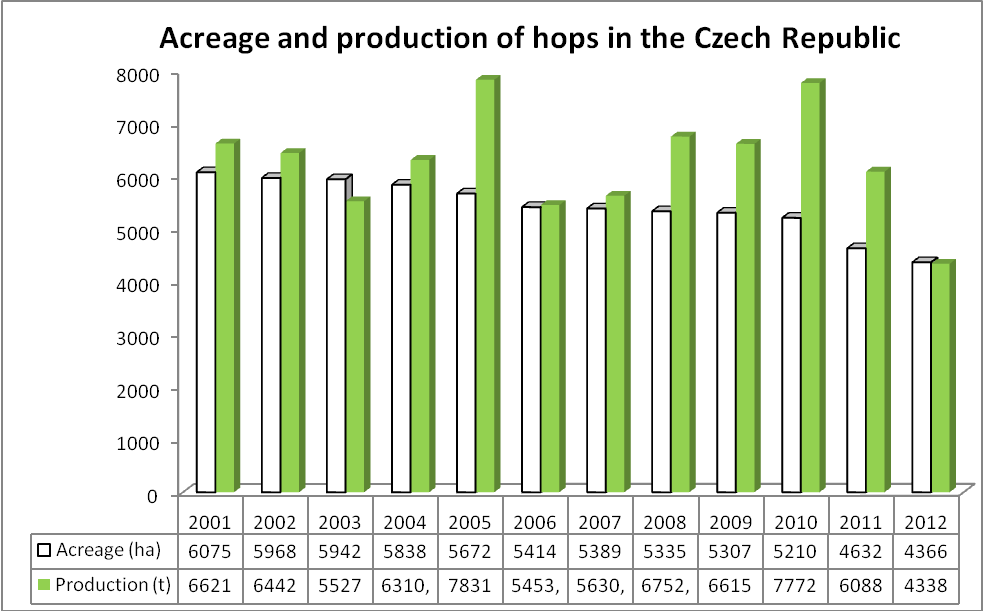 Acreage and production of hops in the Czech Republic
8000
7000
6000
5000
4000
3000
2000
1000
0
2001 2002 2003 2004 2005 2006 2007 2008 2009 2010 2011 2012
Acreage (ha) 6075 5968 5942 5838 5672 5414 5389 5335 5307 5210 4632 4366
Production (t) 6621 6442 5527 6310, 7831 5453, 5630, 6752, 6615 7772 6088 4338